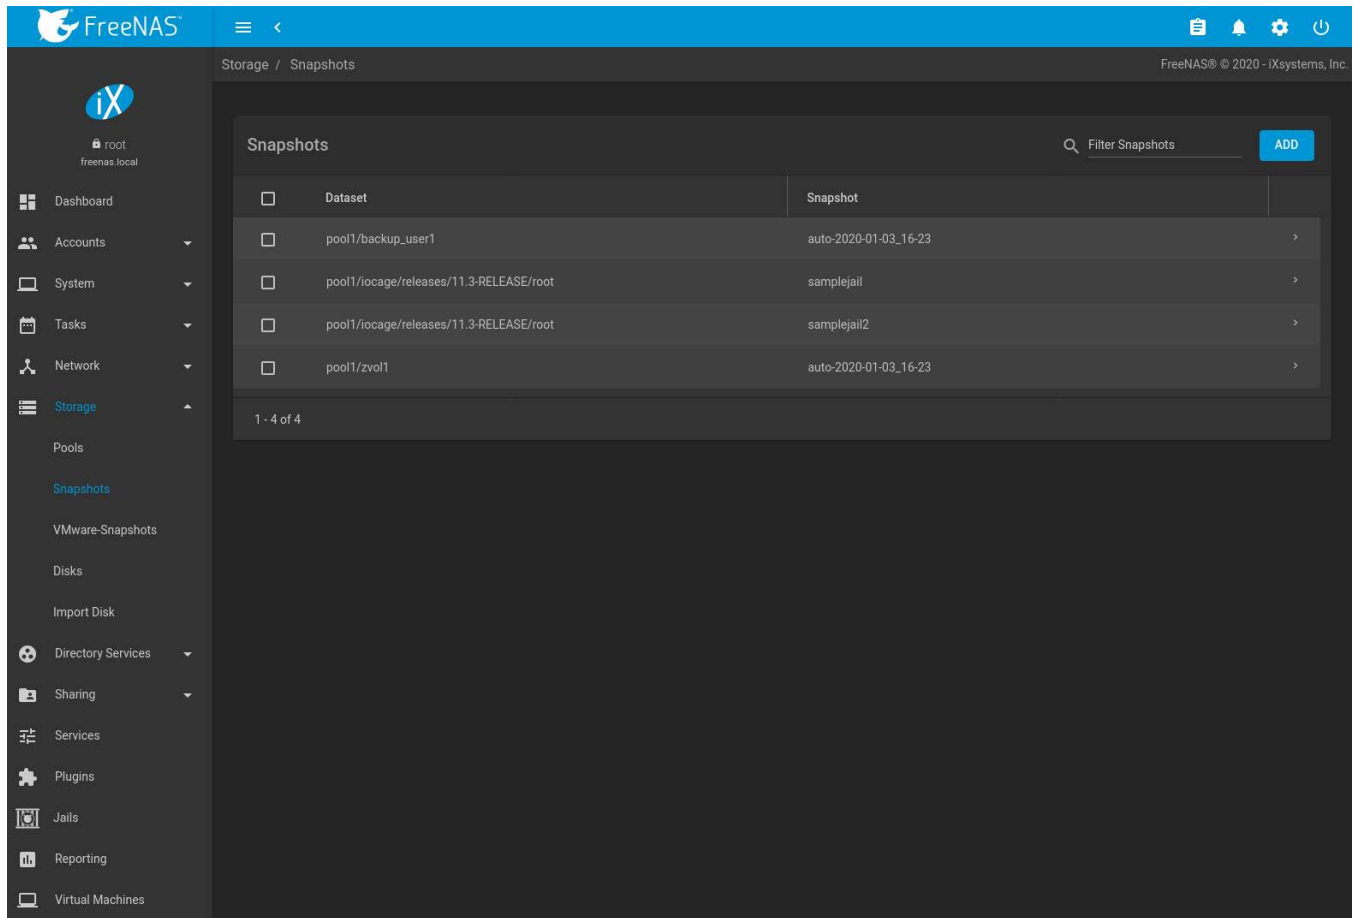 FreeNAS
Storage / Snapshots
FreeNAS® © 2020 - iXsystems, Inc.
iX
root
freenas.local
Dashboard
Accounts
System
Tasks
Network
Storage
Pools
Snapshots
VMware-Snapshots
Disks
Import Disk
Directory Services
Sharing
Services
Plugins
Jails
Reporting
Virtual Machines
Snapshots
Filter Snapshots
ADD
Dataset Snapshot
pool1/backup_user1 auto-2020-01-03_16-23
pool1/iocage/releases/11.3-RELEASE/root samplejail
pool1/iocage/releases/11.3-RELEASE/root samplejail2
pool1/zvol1 auto-2020-01-03_16-23
1 - 4 of 4